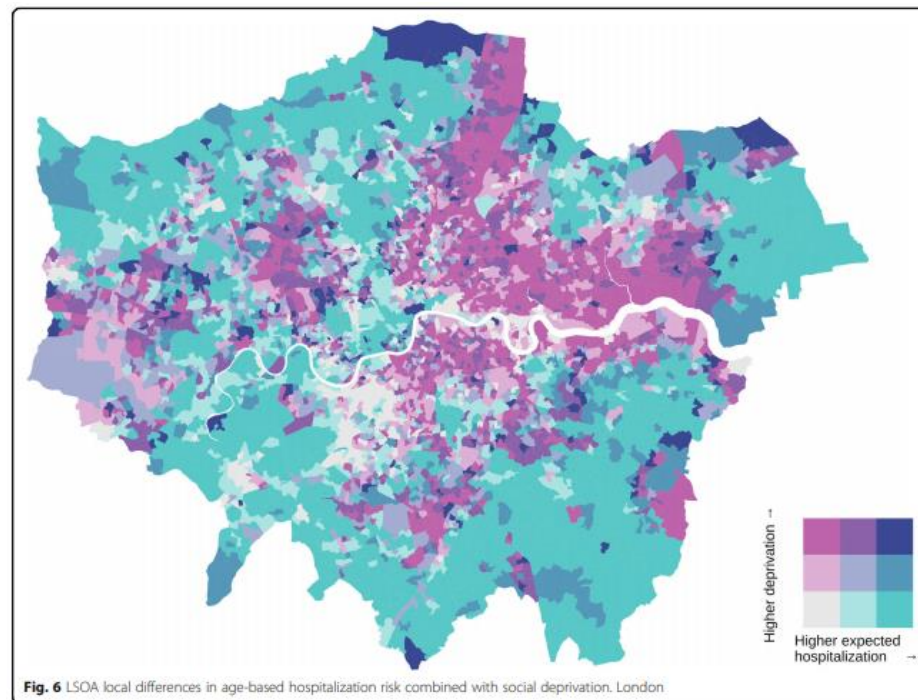 Higher deprivation →
Higher expected
hospitalization →
Fig. 6 LSOA local differences in age-based hospitalization risk combined with social deprivation. London